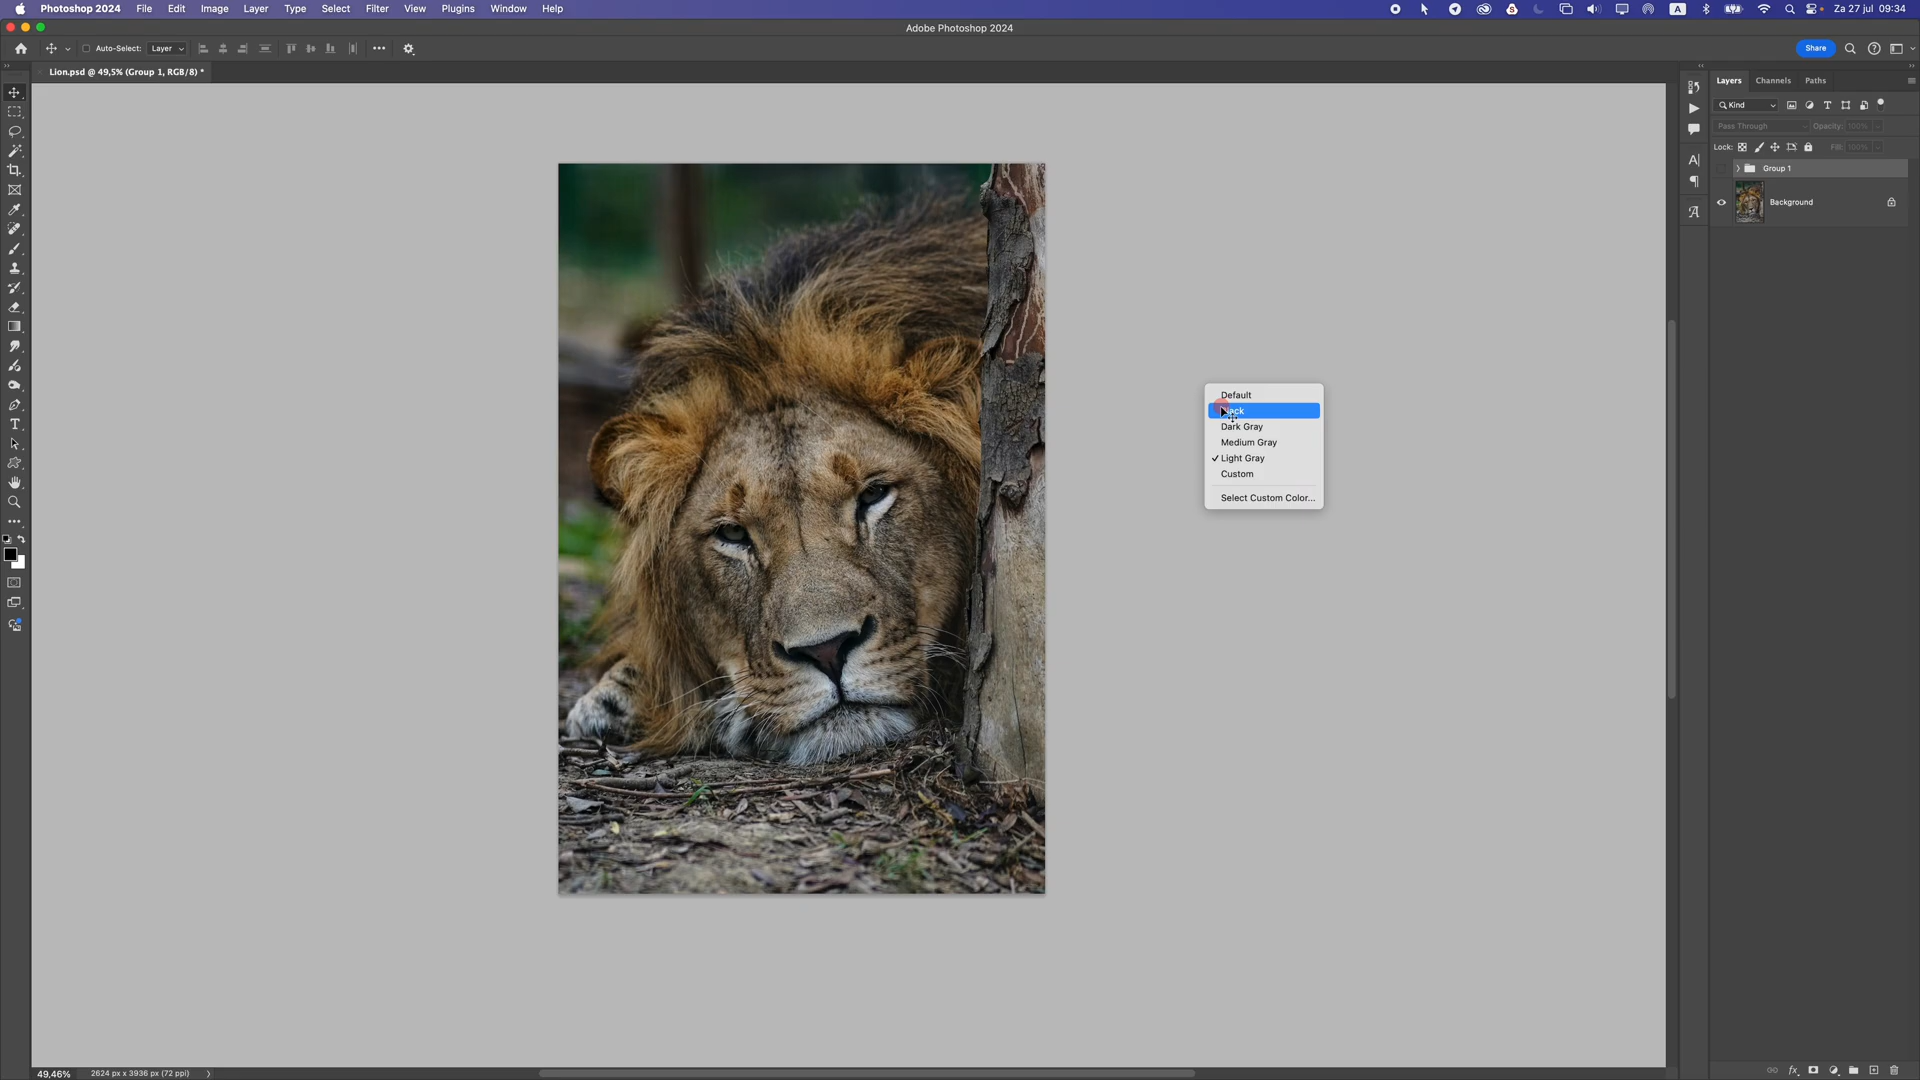 Photoshop 2024 File Edit Image Layer Type Select Filter View Plugins Window Help A Za 27 jul 09:34
Adobe Photoshop 2024
Auto-Select: Layer Share
Lion.psd @ 49,5% (Group 1, RGB/8) *
Layers Channels Paths
Kind
Pass Through Opacity: 100%
Lock: Fill: 100%
Group 1
Background
Default
Dark Gray
Medium Gray
Light Gray
Custom
Select Custom Color...
49,46% 2624 px x 3936 px (72 ppi)